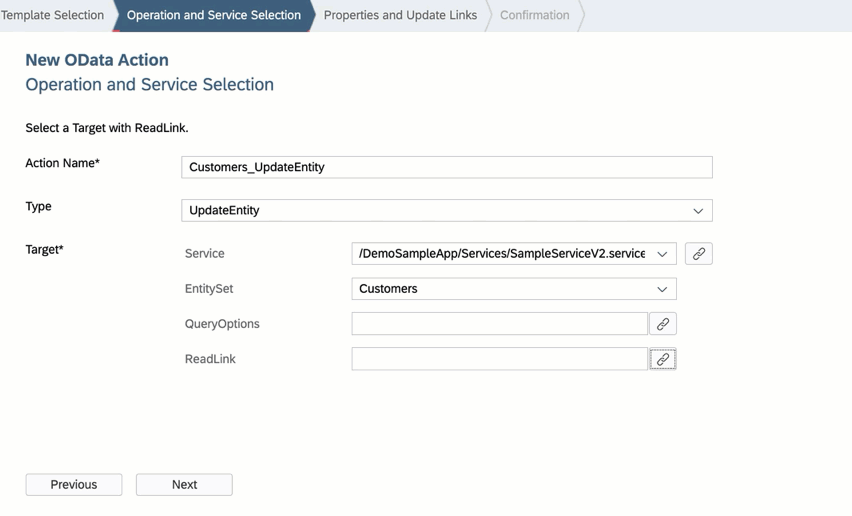 Template Selection
Operation and Service Selection
Properties and Update Links
Confirmation
New OData Action
Operation and Service Selection
Select a Target with ReadLink.
Action Name*
Customers_UpdateEntity
Type
UpdateEntity
Target*
Service
/DemoSampleApp/Services/SampleServiceV2.service
EntitySet
Customers
QueryOptions
ReadLink
Previous
Next